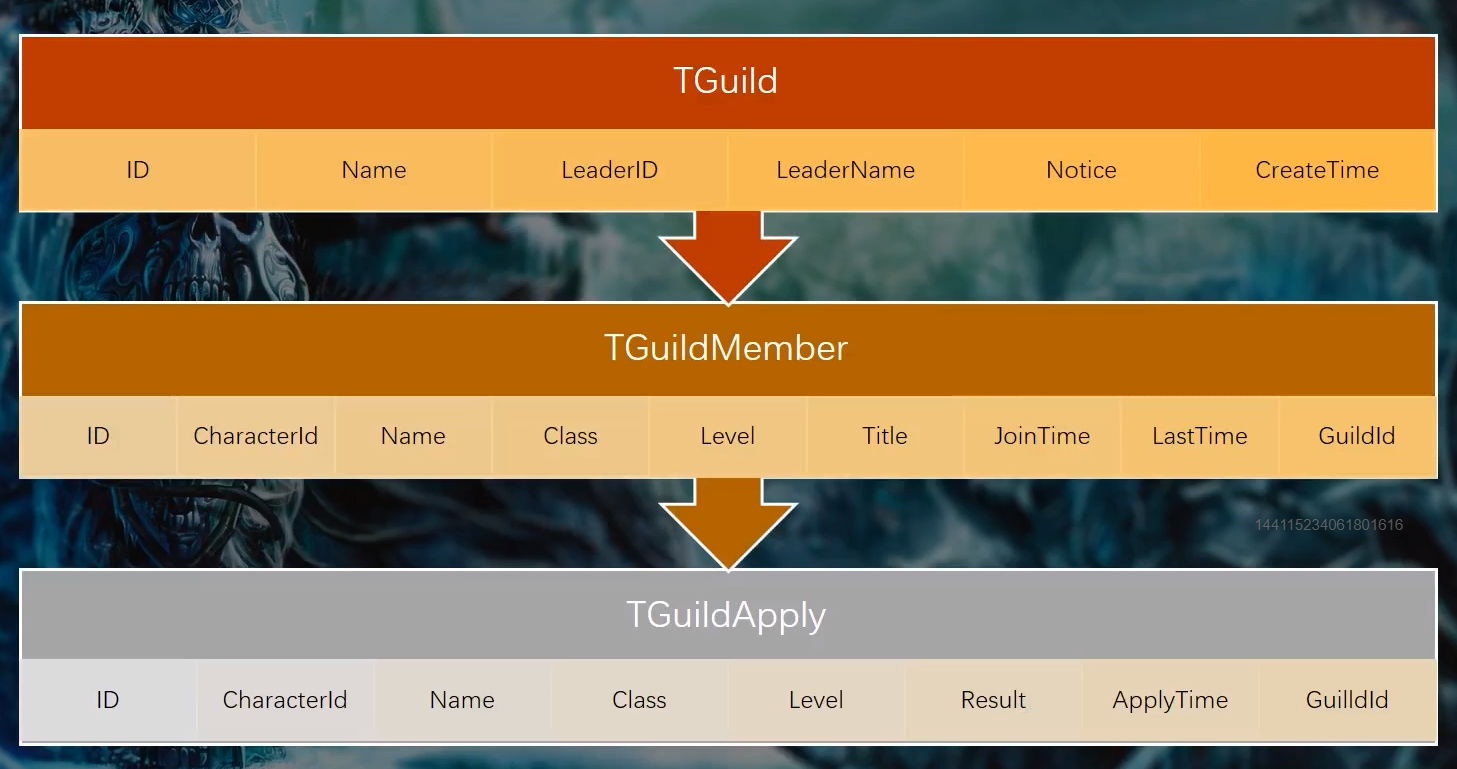 TGuild
ID Name LeaderID LeaderName Notice CreateTime
TGuildMember
ID CharacterId Name Class Level Title JoinTime LastTime GuildId
144115234061801616
TGuildApply
ID CharacterId Name Class Level Result ApplyTime GuilldId